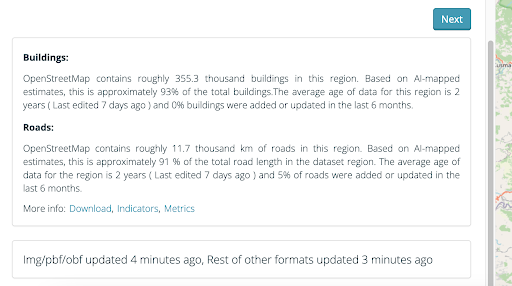 Next
Buildings:
OpenStreetMap contains roughly 355.3 thousand buildings in this region. Based on AI-mapped
estimates, this is approximately 93% of the total buildings.The average age of data for this region is 2
years ( Last edited 7 days ago ) and 0% buildings were added or updated in the last 6 months.
Roads:
OpenStreetMap contains roughly 11.7 thousand km of roads in this region. Based on AI-mapped
estimates, this is approximately 91 % of the total road length in the dataset region. The average age of
data for the region is 2 years ( Last edited 7 days ago ) and 5% of roads were added or updated in the
last 6 months.
More info: Download, Indicators, Metrics
Img/pbf/obf updated 4 minutes ago, Rest of other formats updated 3 minutes ago